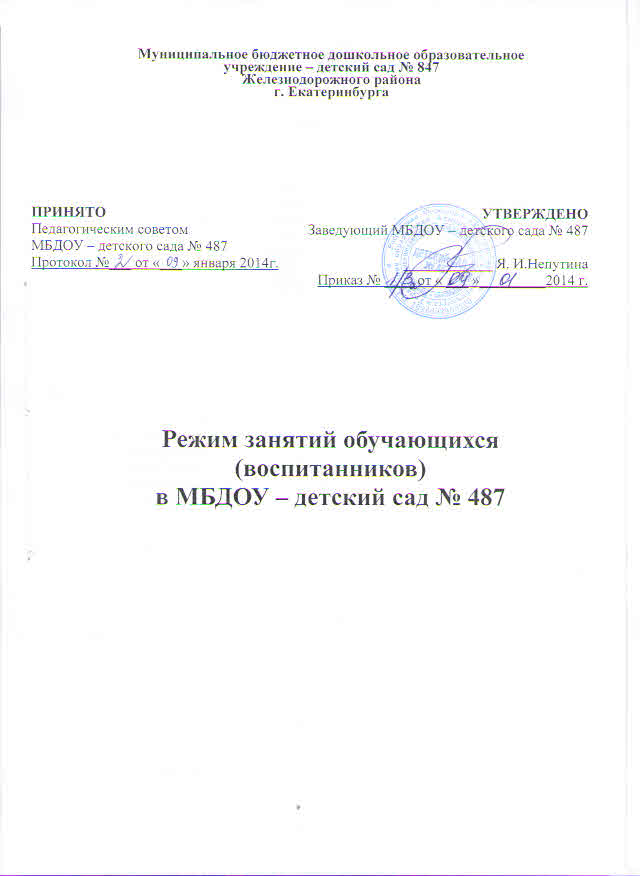 Муниципальное бюджетное дошкольное образовательное
учреждение – детский сад № 847
Железнодорожного района
г. Екатеринбурга
ПРИНЯТО
Педагогическим советом
МБДОУ – детского сада № 487
Протокол № 2 от « 09 » января 2014г.
УТВЕРЖДЕНО
Заведующий МБДОУ – детского сада № 487
Я. И.Непутина
Приказ № 1/3 от « 09 » 01 2014 г.
Режим занятий обучающихся
(воспитанников)
в МБДОУ – детский сад № 487